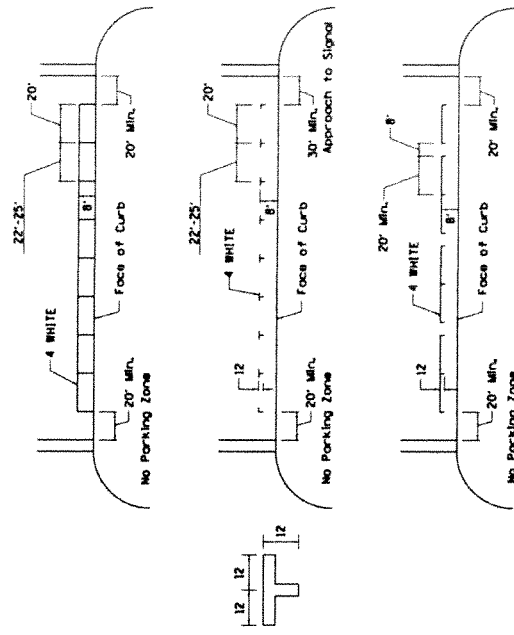 22'-25'
20'
4 WHITE
8'
Face of Curb
20' Min.
20' Min.
No Parking Zone
22'-25'
20'
4 WHITE
8'
12
Face of Curb
20' Min.
30' Min.
Approach to Signal
No Parking Zone
20' Min.
8'
4 WHITE
8'
12
Face of Curb
20' Min.
20' Min.
No Parking Zone
12
12
12